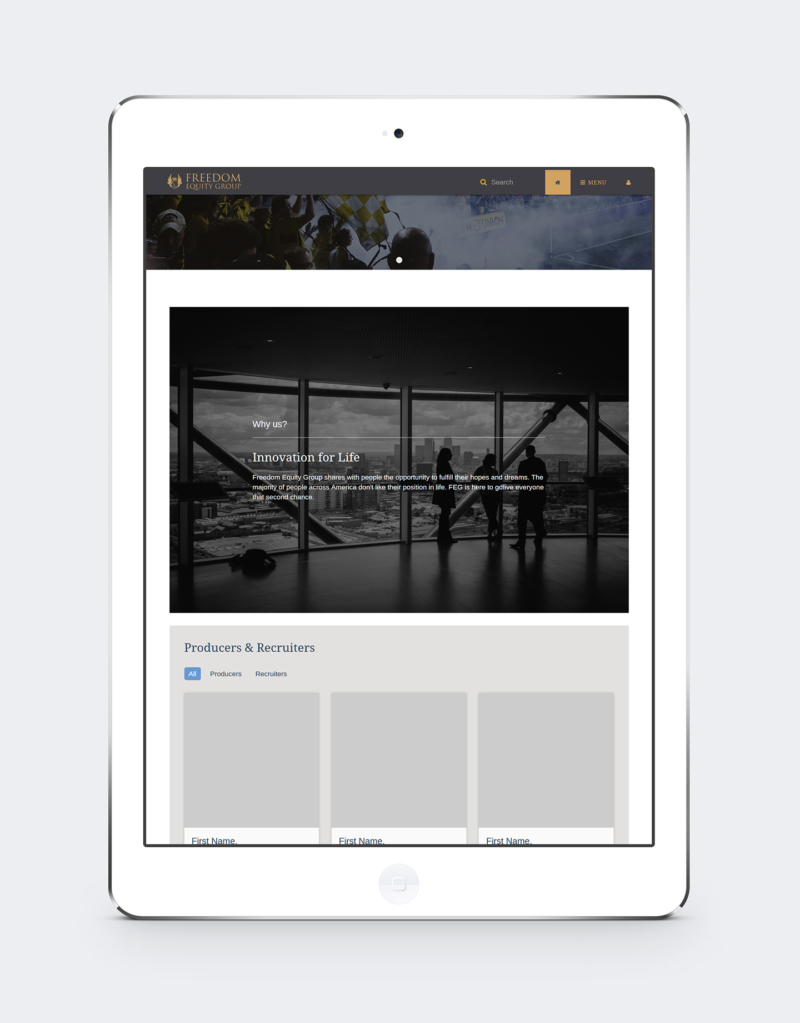 FREEDOM
EQUITY GROUP
Search
MENU
Why us?
Innovation for Life
Freedom Equity Group shares with people the opportunity to fulfill their hopes and dreams. The
majority of people across America don't like their position in life. FEG is here to gdfive everyone
that second chance.
Producers & Recruiters
All Producers Recruiters
First Name, First Name, First Name,